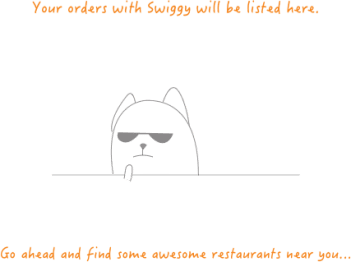 Your orders with Swiggy will be listed here.
Go ahead and find some awesome restaurants near you...